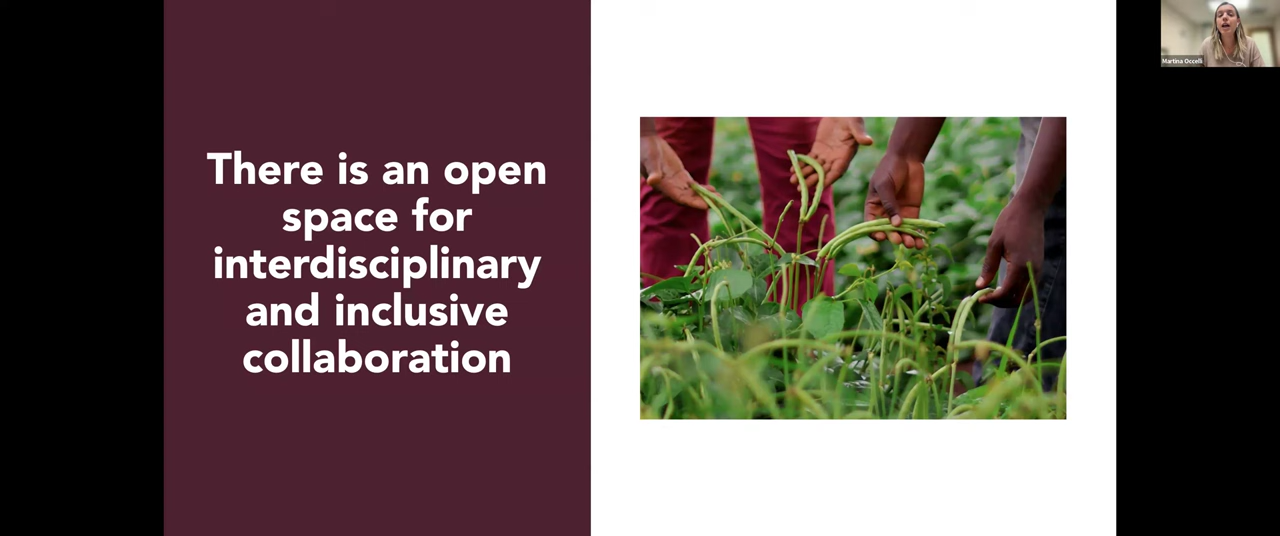 There is an open
space for
interdisciplinary
and inclusive
collaboration
Martina Occelli